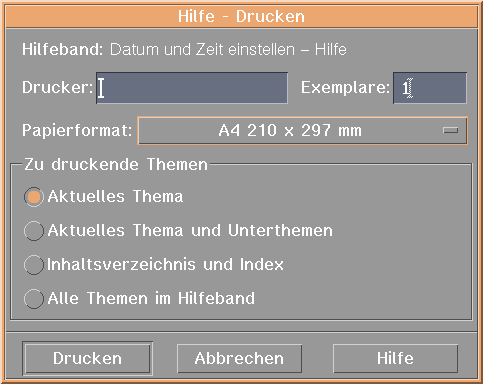 Hilfe - Drucken
Hilfeband: Datum und Zeit einstellen – Hilfe
Drucker: Exemplare: 1
Papierformat: A4 210 x 297 mm
Zu druckende Themen
Aktuelles Thema
Aktuelles Thema und Unterthemen
Inhaltsverzeichnis und Index
Alle Themen im Hilfeband
Drucken Abbrechen Hilfe